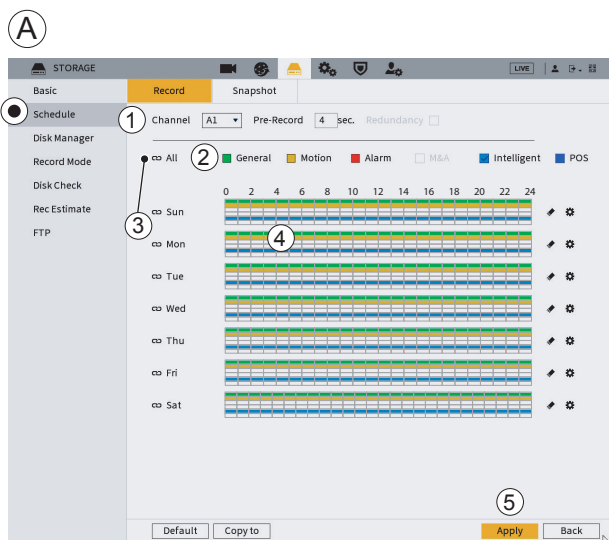 A
STORAGE
LIVE
Basic
Record Snapshot
Schedule
1 Channel A1 Pre-Record 4 sec. Redundancy
Disk Manager
Record Mode
All 2 General Motion Alarm M&A Intelligent POS
Disk Check
0 2 4 6 8 10 12 14 16 18 20 22 24
Rec Estimate
3 Sun
FTP
4
Mon
Tue
Wed
Thu
Fri
Sat
5
Default Copy to Apply Back